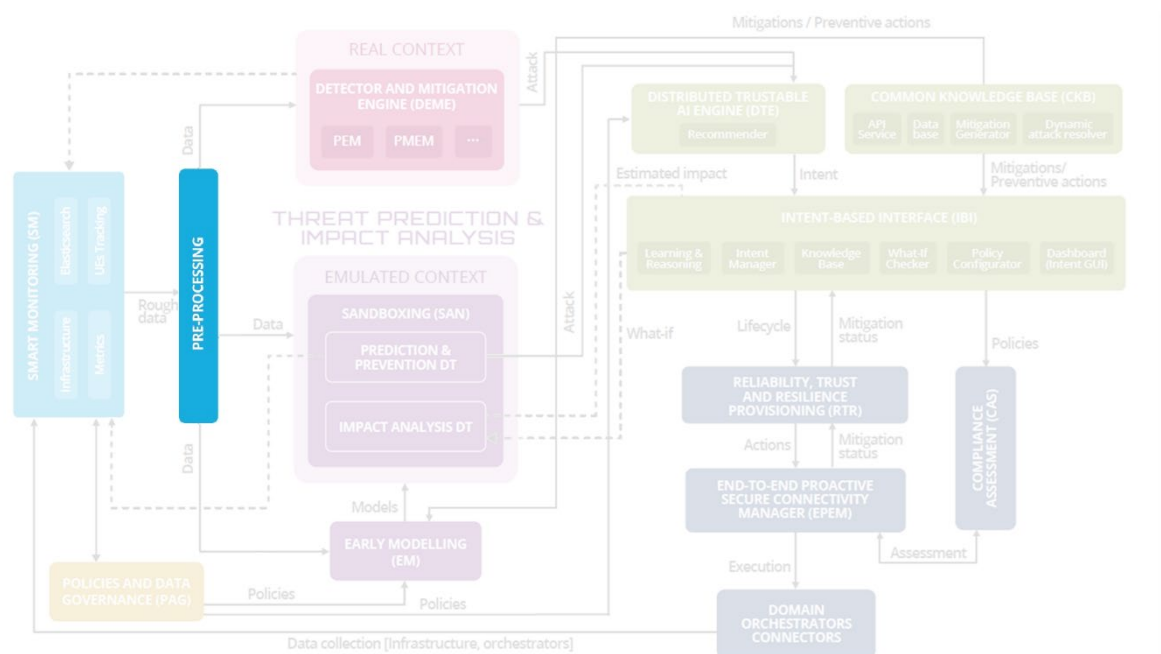 Mitigations / Preventive actions
REAL CONTEXT
DETECTOR AND MITIGATION
ENGINE (DEME)
PEM
PMEM
...
Attack
Data
DISTRIBUTED TRUSTABLE
AI ENGINE (DTE)
Recommender
COMMON KNOWLEDGE BASE (CKB)
API
Service
Data
base
Mitigation
Generator
Dynamic
attack resolver
Estimated impact
Intent
Mitigations/
Preventive actions
SMART MONITORING (SM)
Elasticsearch
UEs Tracking
Infrastructure
Metrics
Rough
data
PRE-PROCESSING
THREAT PREDICTION &
IMPACT ANALYSIS
INTENT-BASED INTERFACE (IBI)
Learning &
Reasoning
Intent
Manager
Knowledge
Base
What-If
Checker
Policy
Configurator
Dashboard
(Intent GUI)
EMULATED CONTEXT
SANDBOXING (SAN)
Data
PREDICTION &
PREVENTION DT
IMPACT ANALYSIS DT
Attack
What-if
Lifecycle
Mitigation
status
Policies
RELIABILITY, TRUST
AND RESILIENCE
PROVISIONING (RTR)
COMPLIANCE
ASSESSMENT (CAS)
Actions
Mitigation
status
Data
END-TO-END PROACTIVE
SECURE CONNECTIVITY
MANAGER (EPEM)
Models
EARLY MODELLING
(EM)
Assessment
Execution
POLICIES AND DATA
GOVERNANCE (PAG)
Policies
Policies
DOMAIN
ORCHESTRATORS
CONNECTORS
Data collection [Infrastructure, orchestrators]